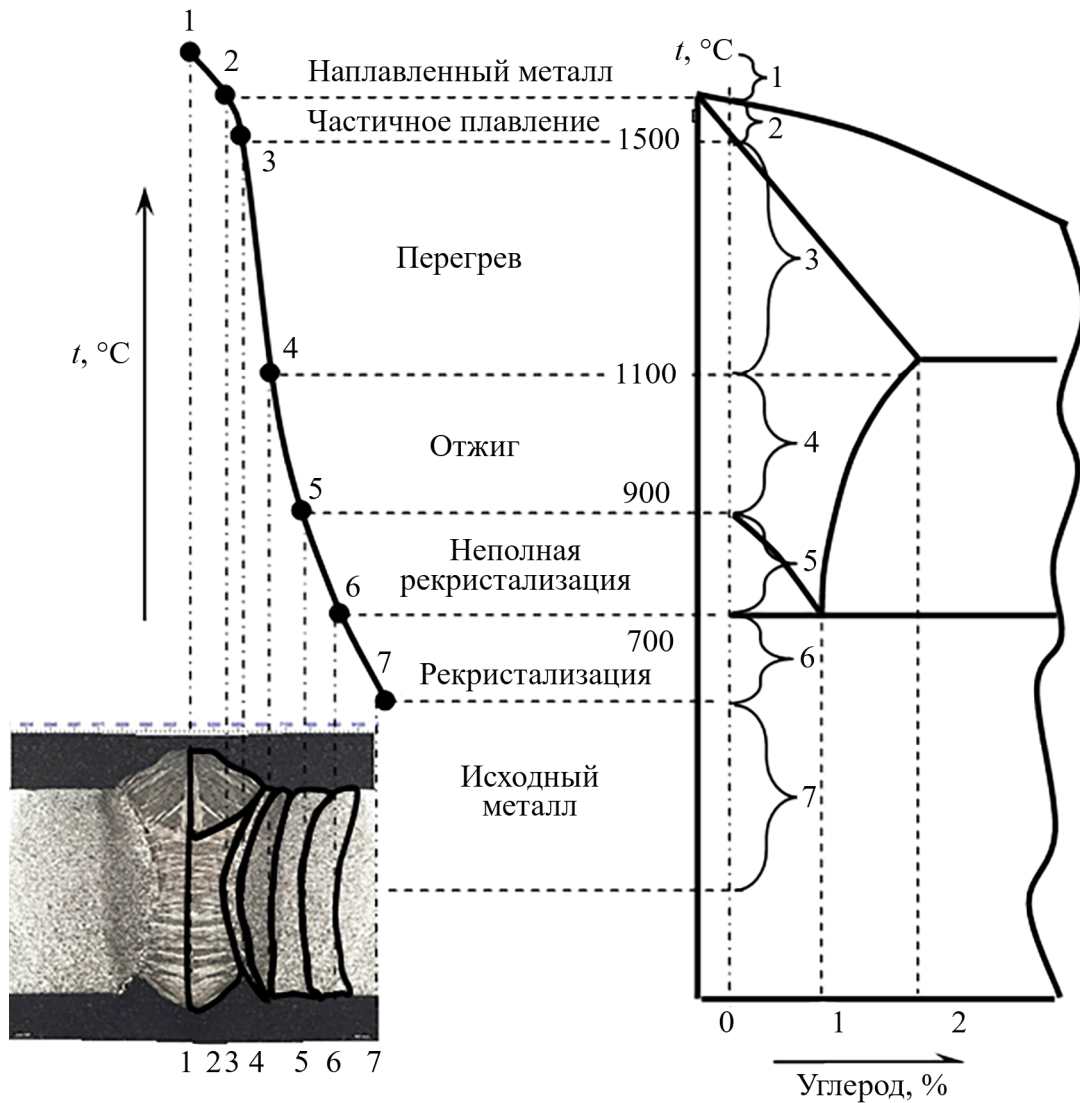 1
2
Наплавленный металл
t, °C
1
Частичное плавление
1500
2
3
Перегрев
3
t, °C
4
1100
Отжиг
4
5
900
Неполная
рекристализация
5
6
700
7
Рекристализация
6
Исходный
металл
7
0 1 2
1 2 3 4 5 6 7
Углерод, %